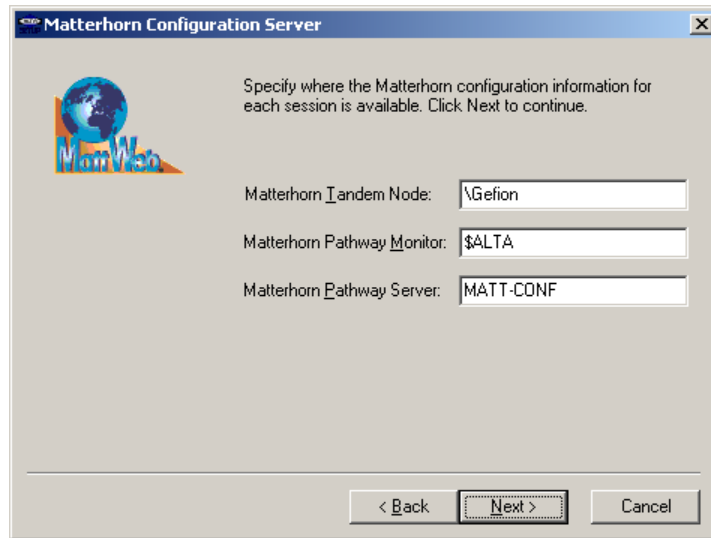 Matterhorn Configuration Server
Specify where the Matterhorn configuration information for
each session is available. Click Next to continue.
MattWeb
Matterhorn Tandem Node: \Gefion
Matterhorn Pathway Monitor: $ALTA
Matterhorn Pathway Server: MATT-CONF
< Back Next > Cancel